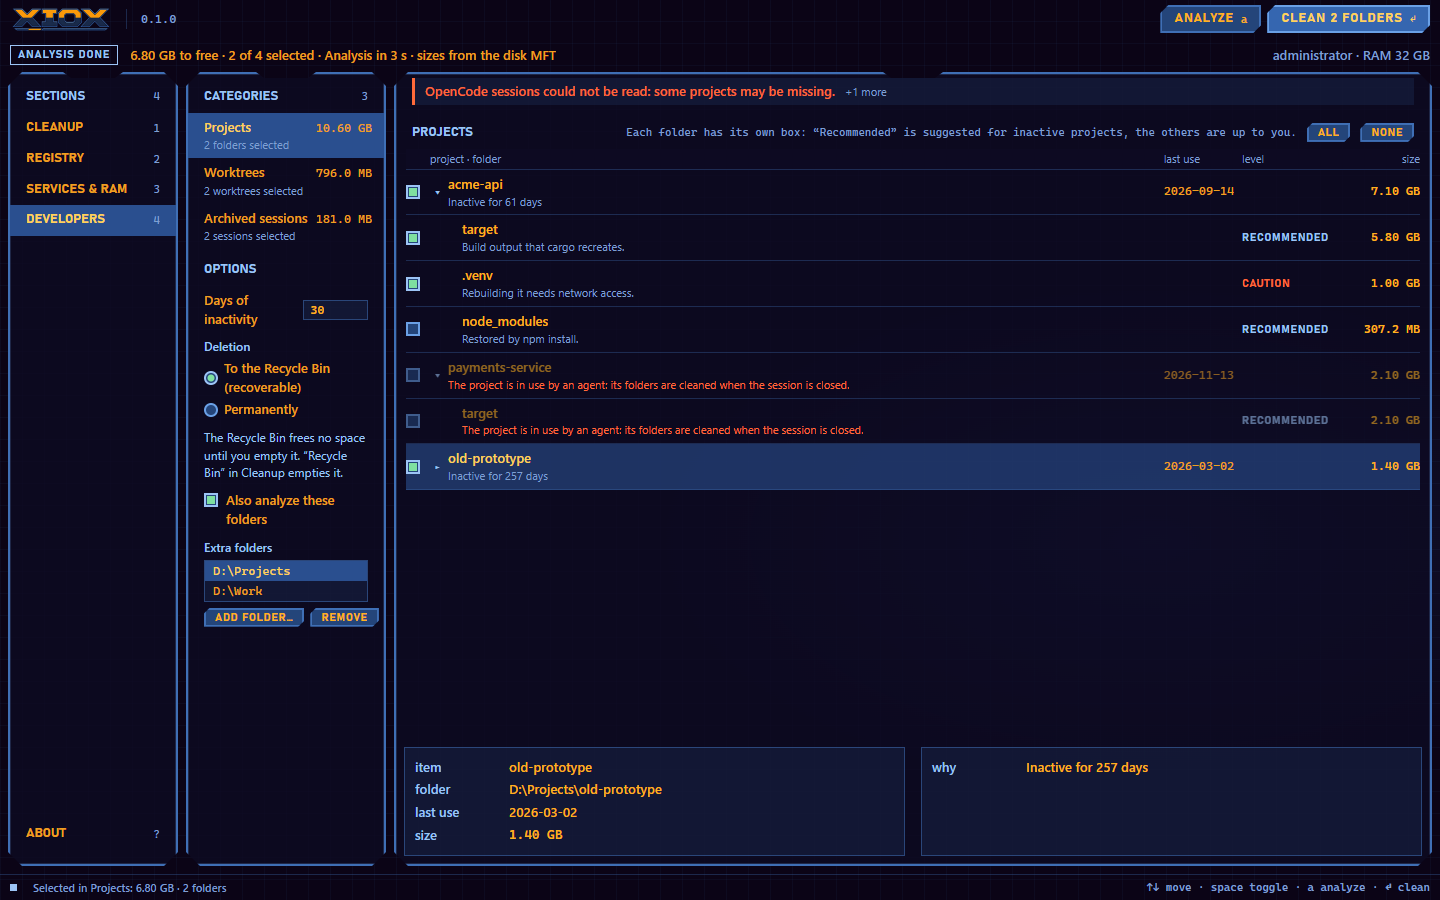 XIOX 0.1.0 ANALYZE a CLEAN 2 FOLDERS ↲
ANALYSIS DONE 6.80 GB to free · 2 of 4 selected · Analysis in 3 s · sizes from the disk MFT administrator · RAM 32 GB
SECTIONS 4
CLEANUP 1
REGISTRY 2
SERVICES & RAM 3
DEVELOPERS 4
ABOUT ?
CATEGORIES 3
Projects 10.60 GB
2 folders selected
Worktrees 796.0 MB
2 worktrees selected
Archived sessions 181.0 MB
2 sessions selected
OPTIONS
Days of
inactivity 30
Deletion
To the Recycle Bin
(recoverable)
Permanently
The Recycle Bin frees no space
until you empty it. “Recycle
Bin” in Cleanup empties it.
Also analyze these
folders
Extra folders
D:\Projects
D:\Work
ADD FOLDER… REMOVE
OpenCode sessions could not be read: some projects may be missing. +1 more
PROJECTS Each folder has its own box: “Recommended” is suggested for inactive projects, the others are up to you. ALL NONE
project · folder last use level size
acme-api 2026-09-14 7.10 GB
Inactive for 61 days
target RECOMMENDED 5.80 GB
Build output that cargo recreates.
.venv CAUTION 1.00 GB
Rebuilding it needs network access.
node_modules RECOMMENDED 307.2 MB
Restored by npm install.
payments-service 2026-11-13 2.10 GB
The project is in use by an agent: its folders are cleaned when the session is closed.
target RECOMMENDED 2.10 GB
The project is in use by an agent: its folders are cleaned when the session is closed.
old-prototype 2026-03-02 1.40 GB
Inactive for 257 days
item old-prototype
folder D:\Projects\old-prototype
last use 2026-03-02
size 1.40 GB
why Inactive for 257 days
Selected in Projects: 6.80 GB · 2 folders ↑↓ move · space toggle · a analyze · ↲ clean